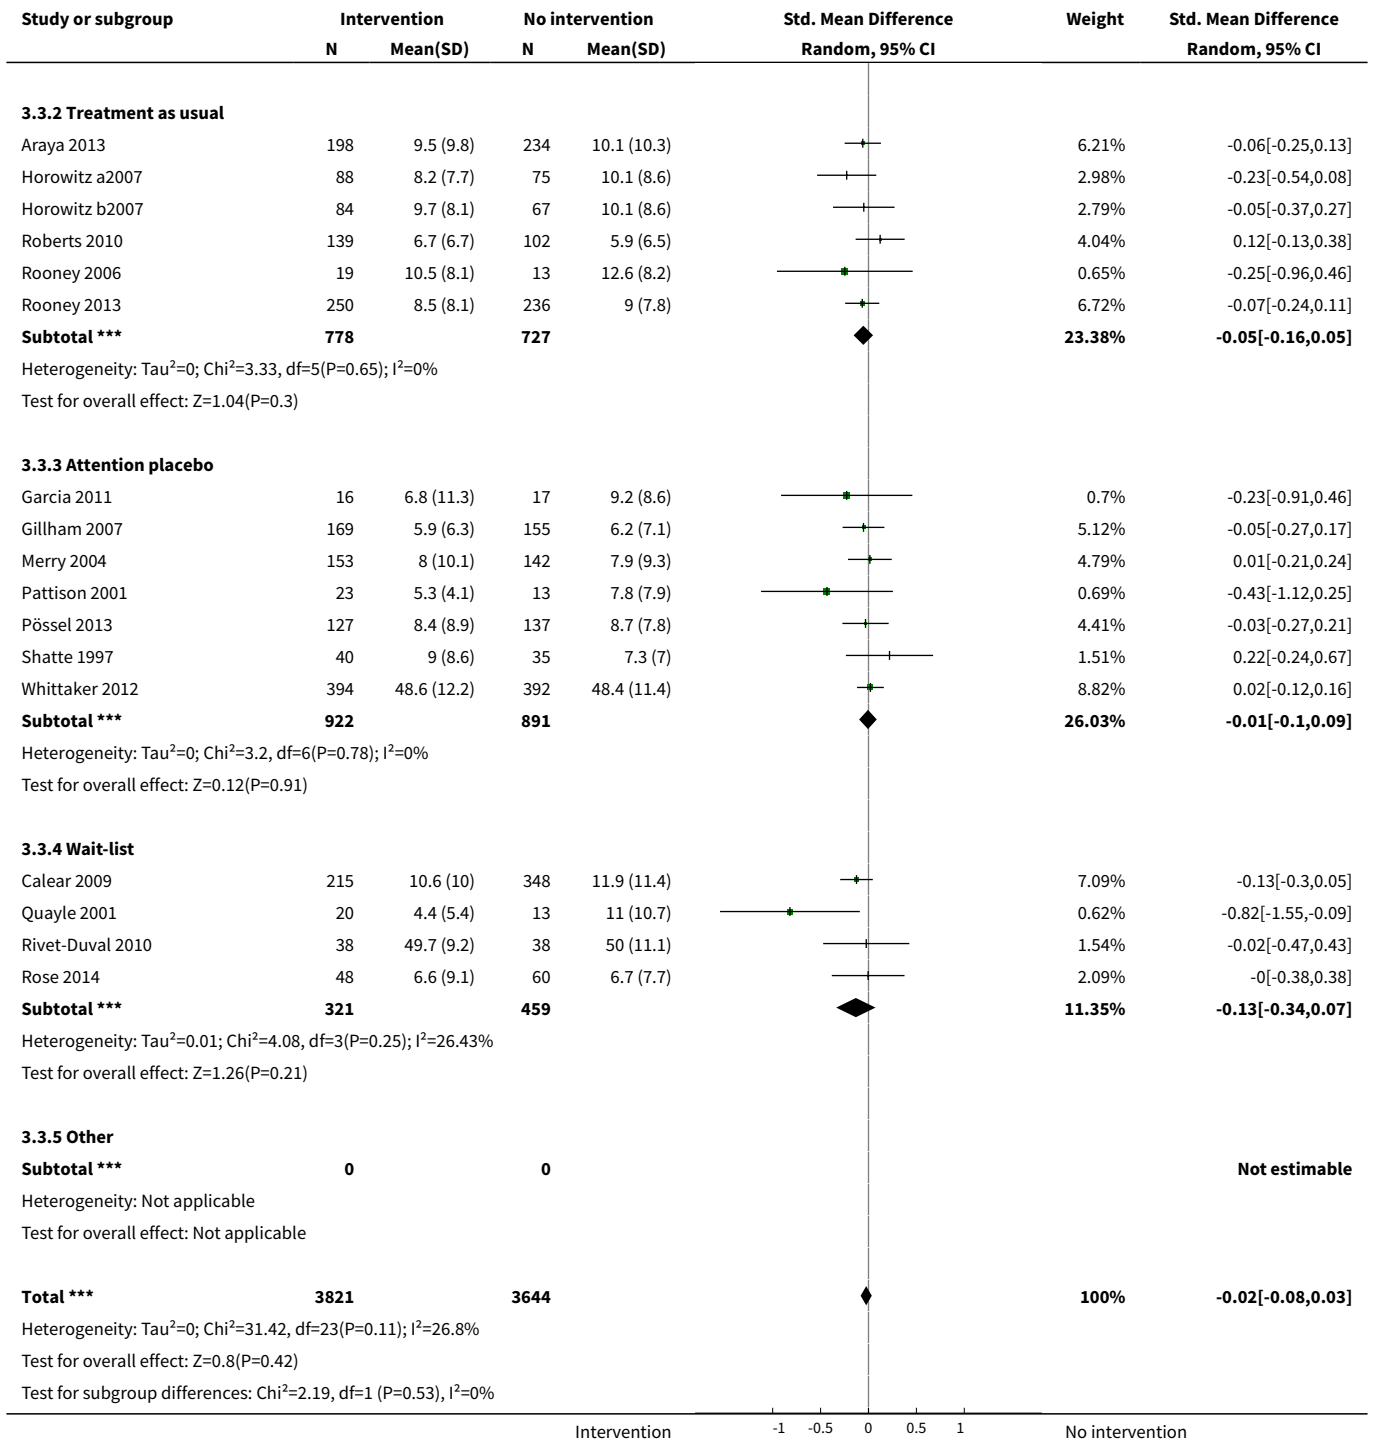 Study or subgroup Intervention No intervention Std. Mean Difference Weight Std. Mean Difference
N Mean(SD) N Mean(SD) Random, 95% CI Random, 95% CI
3.3.2 Treatment as usual
Araya 2013 198 9.5 (9.8) 234 10.1 (10.3) 6.21% -0.06[-0.25,0.13]
Horowitz a2007 88 8.2 (7.7) 75 10.1 (8.6) 2.98% -0.23[-0.54,0.08]
Horowitz b2007 84 9.7 (8.1) 67 10.1 (8.6) 2.79% -0.05[-0.37,0.27]
Roberts 2010 139 6.7 (6.7) 102 5.9 (6.5) 4.04% 0.12[-0.13,0.38]
Rooney 2006 19 10.5 (8.1) 13 12.6 (8.2) 0.65% -0.25[-0.96,0.46]
Rooney 2013 250 8.5 (8.1) 236 9 (7.8) 6.72% -0.07[-0.24,0.11]
Subtotal *** 778 727 23.38% -0.05[-0.16,0.05]
Heterogeneity: Tau²=0; Chi²=3.33, df=5(P=0.65); I²=0%
Test for overall effect: Z=1.04(P=0.3)
3.3.3 Attention placebo
Garcia 2011 16 6.8 (11.3) 17 9.2 (8.6) 0.7% -0.23[-0.91,0.46]
Gillham 2007 169 5.9 (6.3) 155 6.2 (7.1) 5.12% -0.05[-0.27,0.17]
Merry 2004 153 8 (10.1) 142 7.9 (9.3) 4.79% 0.01[-0.21,0.24]
Pattison 2001 23 5.3 (4.1) 13 7.8 (7.9) 0.69% -0.43[-1.12,0.25]
Pössel 2013 127 8.4 (8.9) 137 8.7 (7.8) 4.41% -0.03[-0.27,0.21]
Shatte 1997 40 9 (8.6) 35 7.3 (7) 1.51% 0.22[-0.24,0.67]
Whittaker 2012 394 48.6 (12.2) 392 48.4 (11.4) 8.82% 0.02[-0.12,0.16]
Subtotal *** 922 891 26.03% -0.01[-0.1,0.09]
Heterogeneity: Tau²=0; Chi²=3.2, df=6(P=0.78); I²=0%
Test for overall effect: Z=0.12(P=0.91)
3.3.4 Wait-list
Calear 2009 215 10.6 (10) 348 11.9 (11.4) 7.09% -0.13[-0.3,0.05]
Quayle 2001 20 4.4 (5.4) 13 11 (10.7) 0.62% -0.82[-1.55,-0.09]
Rivet-Duval 2010 38 49.7 (9.2) 38 50 (11.1) 1.54% -0.02[-0.47,0.43]
Rose 2014 48 6.6 (9.1) 60 6.7 (7.7) 2.09% -0[-0.38,0.38]
Subtotal *** 321 459 11.35% -0.13[-0.34,0.07]
Heterogeneity: Tau²=0.01; Chi²=4.08, df=3(P=0.25); I²=26.43%
Test for overall effect: Z=1.26(P=0.21)
3.3.5 Other
Subtotal *** 0 0 Not estimable
Heterogeneity: Not applicable
Test for overall effect: Not applicable
Total *** 3821 3644 100% -0.02[-0.08,0.03]
Heterogeneity: Tau²=0; Chi²=31.42, df=23(P=0.11); I²=26.8%
Test for overall effect: Z=0.8(P=0.42)
Test for subgroup differences: Chi²=2.19, df=1 (P=0.53), I²=0%
Intervention -1 -0.5 0 0.5 1 No intervention